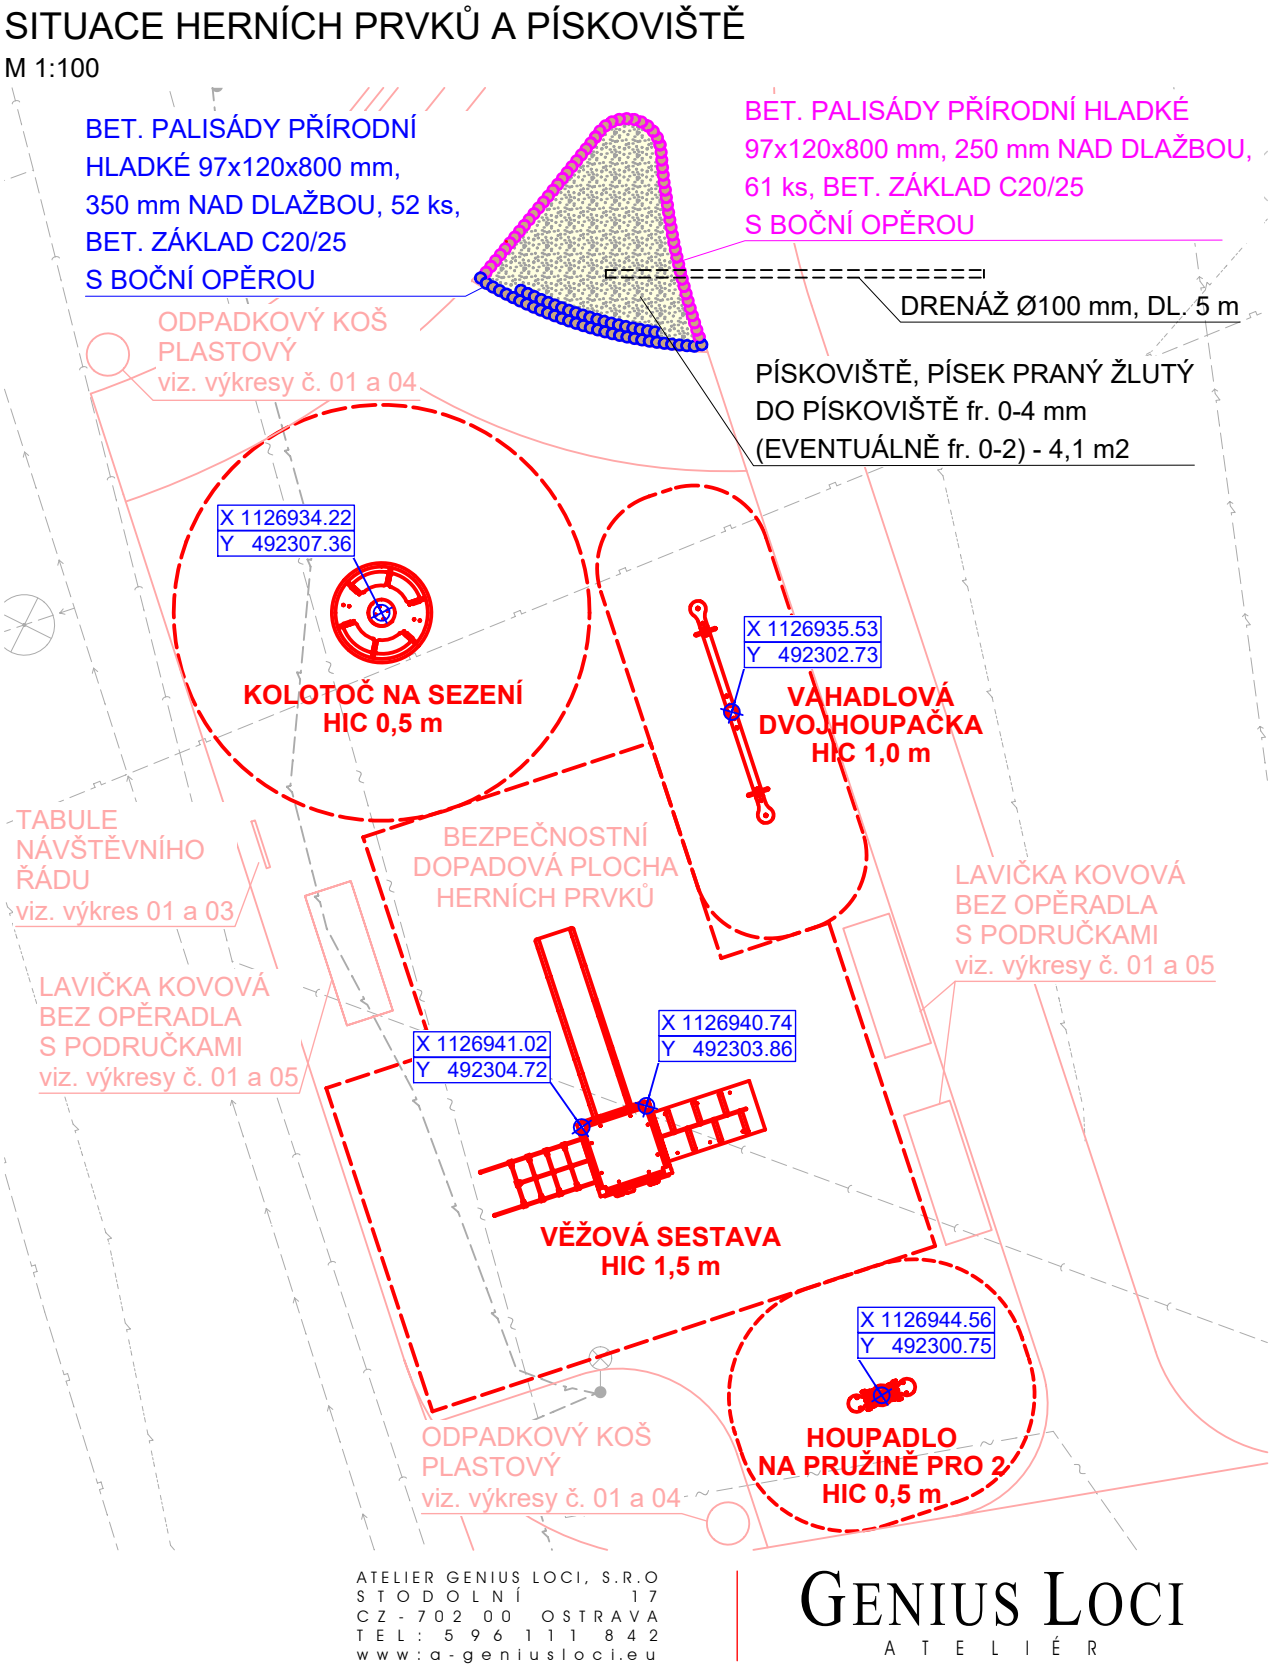 SITUACE HERNÍCH PRVKŮ A PÍSKOVIŠTĚ
M 1:100
BET. PALISÁDY PŘÍRODNÍ
HLADKÉ 97x120x800 mm,
350 mm NAD DLAŽBOU, 52 ks,
BET. ZÁKLAD C20/25
S BOČNÍ OPĚROU
BET. PALISÁDY PŘÍRODNÍ HLADKÉ
97x120x800 mm, 250 mm NAD DLAŽBOU,
61 ks, BET. ZÁKLAD C20/25
S BOČNÍ OPĚROU
DRENÁŽ Ø100 mm, DL. 5 m
ODPADKOVÝ KOŠ
PLASTOVÝ
viz. výkresy č. 01 a 04
PÍSKOVIŠTĚ, PÍSEK PRANÝ ŽLUTÝ
DO PÍSKOVIŠTĚ fr. 0-4 mm
(EVENTUÁLNĚ fr. 0-2) - 4,1 m2
X 1126934.22
Y 492307.36
KOLOTOČ NA SEZENÍ
HIC 0,5 m
X 1126935.53
Y 492302.73
VAHADLOVÁ
DVOJHOUPAČKA
HIC 1,0 m
TABULE
NÁVŠTĚVNÍHO
ŘÁDU
viz. výkres 01 a 03
BEZPEČNOSTNÍ
DOPADOVÁ PLOCHA
HERNÍCH PRVKŮ
LAVIČKA KOVOVÁ
BEZ OPĚRADLA
S PODRUČKAMI
viz. výkresy č. 01 a 05
LAVIČKA KOVOVÁ
BEZ OPĚRADLA
S PODRUČKAMI
viz. výkresy č. 01 a 05
X 1126941.02
Y 492304.72
X 1126940.74
Y 492303.86
VĚŽOVÁ SESTAVA
HIC 1,5 m
X 1126944.56
Y 492300.75
HOUPADLO
NA PRUŽINĚ PRO 2
HIC 0,5 m
ODPADKOVÝ KOŠ
PLASTOVÝ
viz. výkresy č. 01 a 04
ATELIER GENIUS LOCI, S.R.O
STODOLNÍ 17
CZ-702 00 OSTRAVA
TEL: 596 111 842
www:a-geniusloci.eu
GENIUS LOCI
ATELIÉR